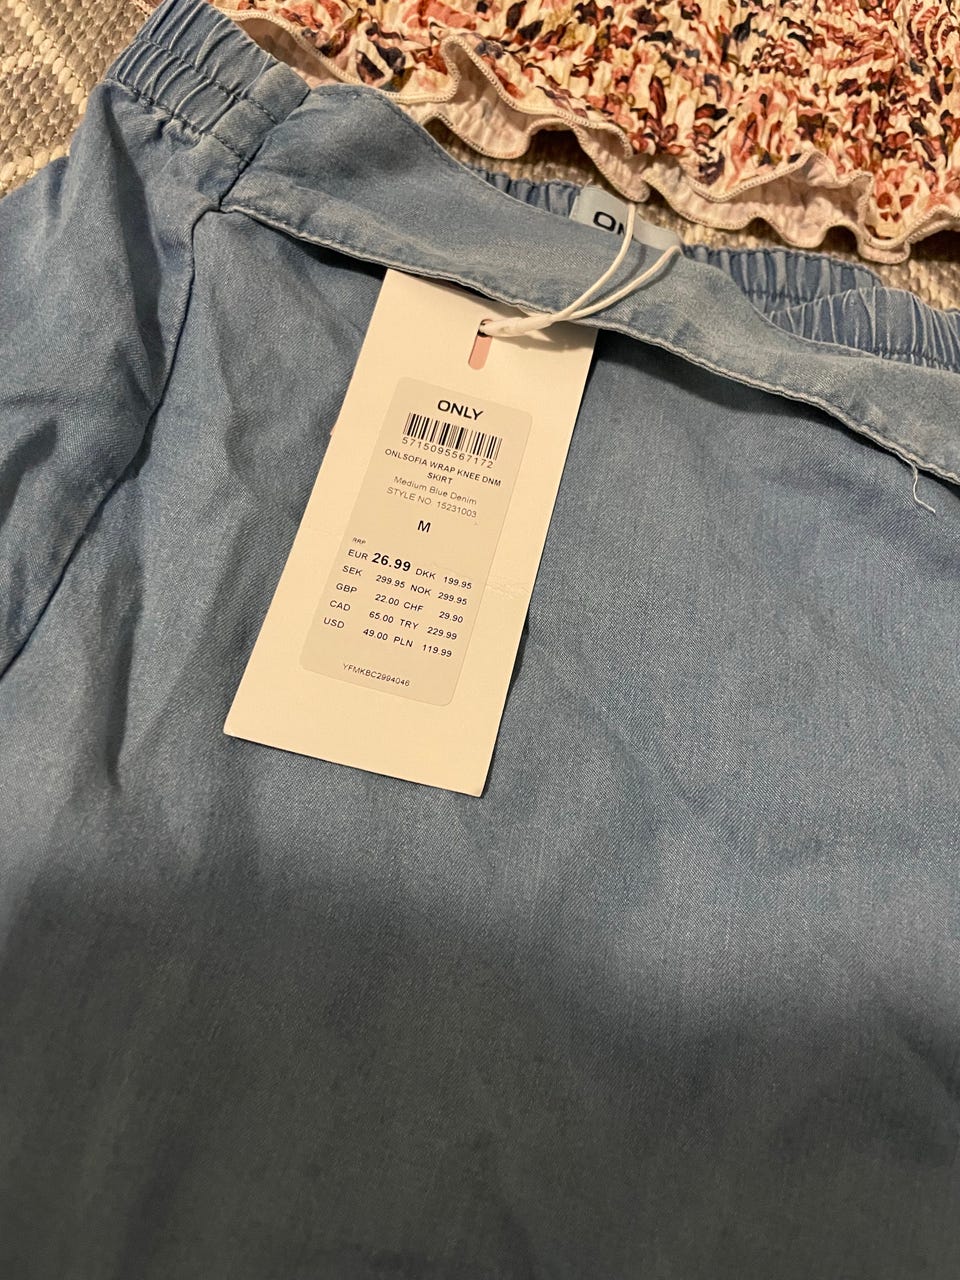 ON
ONLY
5715095567172
ONLSOFIA WRAP KNEE DNM
SKIRT
Medium Blue Denim
STYLE NO. 15231003
M
RRP
EUR 26.99 DKK 199.95
SEK 299.95 NOK 299.95
GBP 22.00 CHF 29.90
CAD 65.00 TRY 229.99
USD 49.00 PLN 119.99
YFMKBC2994046